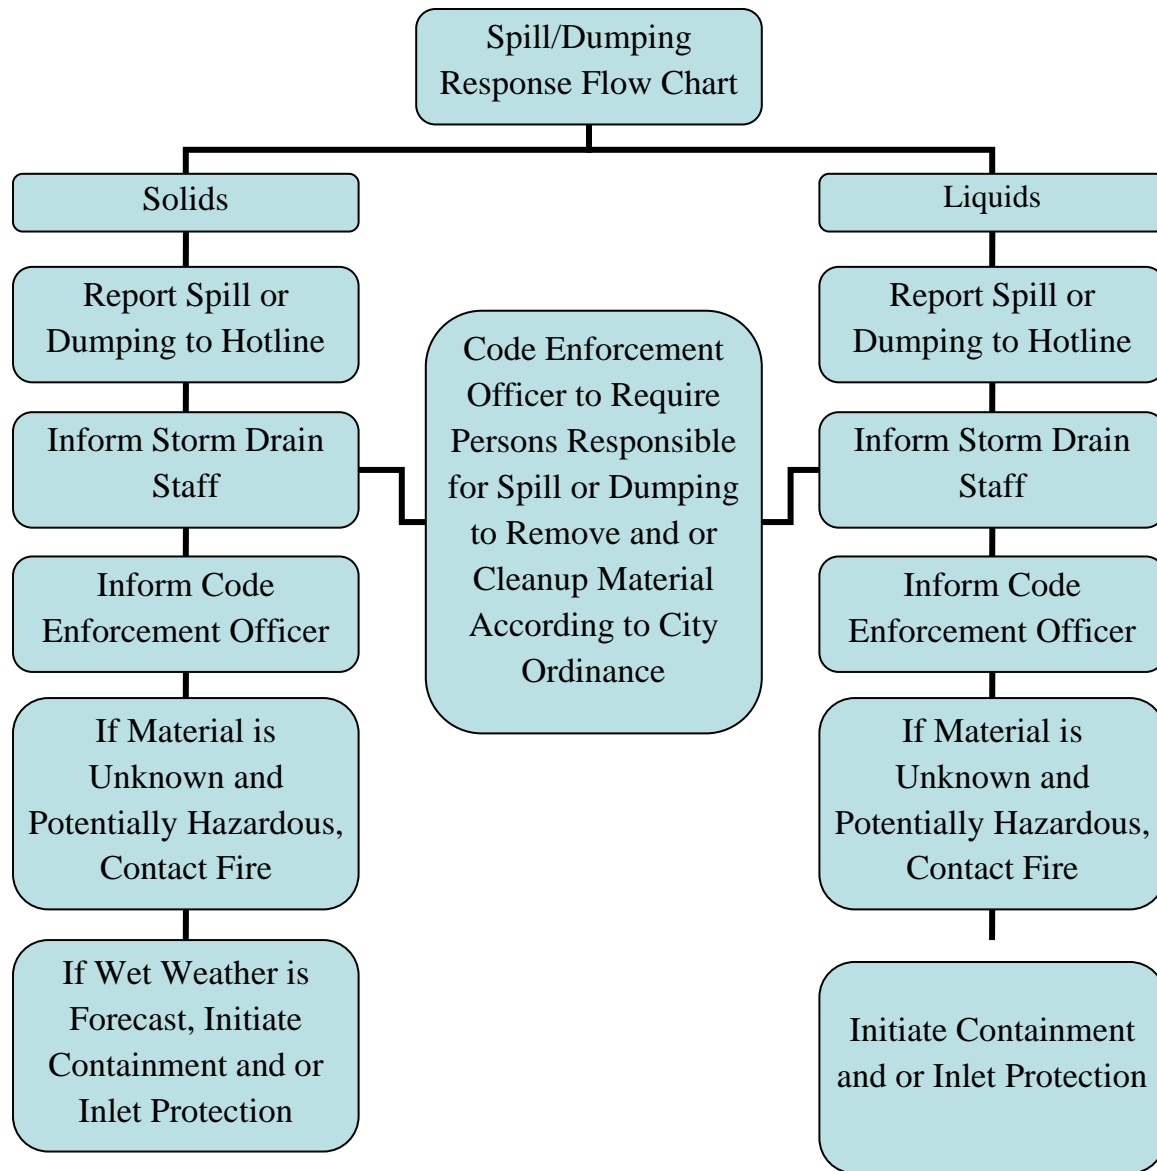 Spill/Dumping
Response Flow Chart
Solids
Report Spill or
Dumping to Hotline
Inform Storm Drain
Staff
Inform Code
Enforcement Officer
If Material is
Unknown and
Potentially Hazardous,
Contact Fire
If Wet Weather is
Forecast, Initiate
Containment and or
Inlet Protection
Code Enforcement
Officer to Require
Persons Responsible
for Spill or Dumping
to Remove and or
Cleanup Material
According to City
Ordinance
Liquids
Report Spill or
Dumping to Hotline
Inform Storm Drain
Staff
Inform Code
Enforcement Officer
If Material is
Unknown and
Potentially Hazardous,
Contact Fire
Initiate Containment
and or Inlet Protection